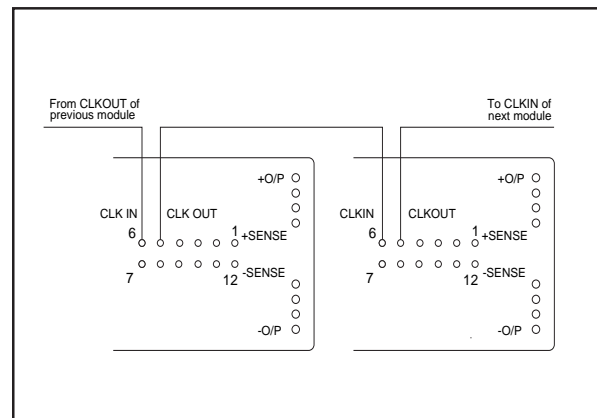 From CLKOUT of
previous module
To CLKIN of
next module
+O/P
CLK IN
CLK OUT
6
1
+SENSE
7
12
-SENSE
-O/P
+O/P
CLKIN
CLKOUT
6
1
+SENSE
7
12
-SENSE
-O/P